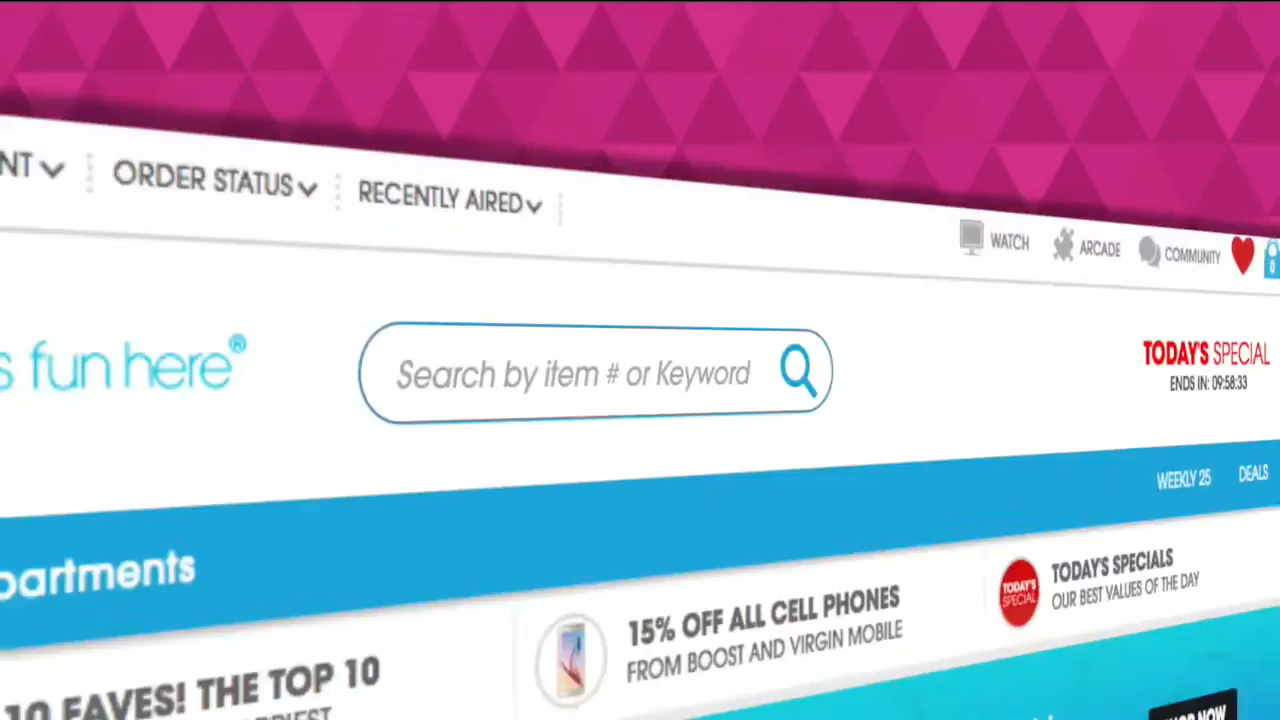 NT
ORDER STATUS
RECENTLY AIRED
WATCH
ARCADE
COMMUNITY
0
s fun here®
Search by item # or Keyword
TODAY'S SPECIAL
ENDS IN: 09:58:33
WEEKLY 25
DEALS
partments
10 FAVES! THE TOP 10
15% OFF ALL CELL PHONES
FROM BOOST AND VIRGIN MOBILE
TODAY'S SPECIAL
TODAY'S SPECIALS
OUR BEST VALUES OF THE DAY